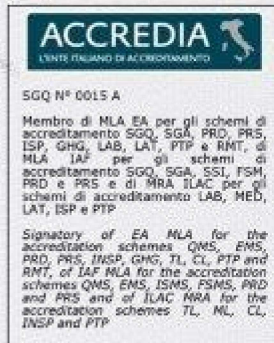 ACCREDIA
L'ENTE ITALIANO DI ACCREDITAMENTO
SGQ N° 0015 A
Membro di MLA EA per gli schemi di
accreditamento SGQ, SGA, PRD, PRS,
ISP, GHG, LAB, LAT, PTP e RMT, di
MLA IAF per gli schemi di
accreditamento SGQ, SGA, SSI, FSM,
PRD e PRS e di MRA ILAC per gli
schemi di accreditamento LAB, MED,
LAT, ISP e PTP
Signatory of EA MLA for the
accreditation schemes QMS, EMS,
PRD, PRS, INSP, GHG, TL, CL, PTP and
RMT, of IAF MLA for the accreditation
schemes QMS, EMS, ISMS, FSMS, PRD
and PRS and of ILAC MRA for the
accreditation schemes TL, ML, CL,
INSP and PTP